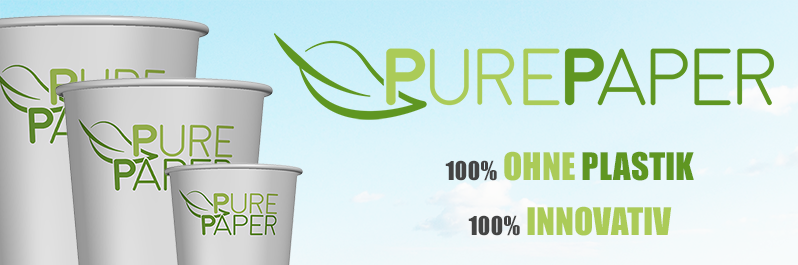 PUREPAPER
100% OHNE PLASTIK
100% INNOVATIV
PURE
PAPER
PURE
PAPER
PURE
PAPER